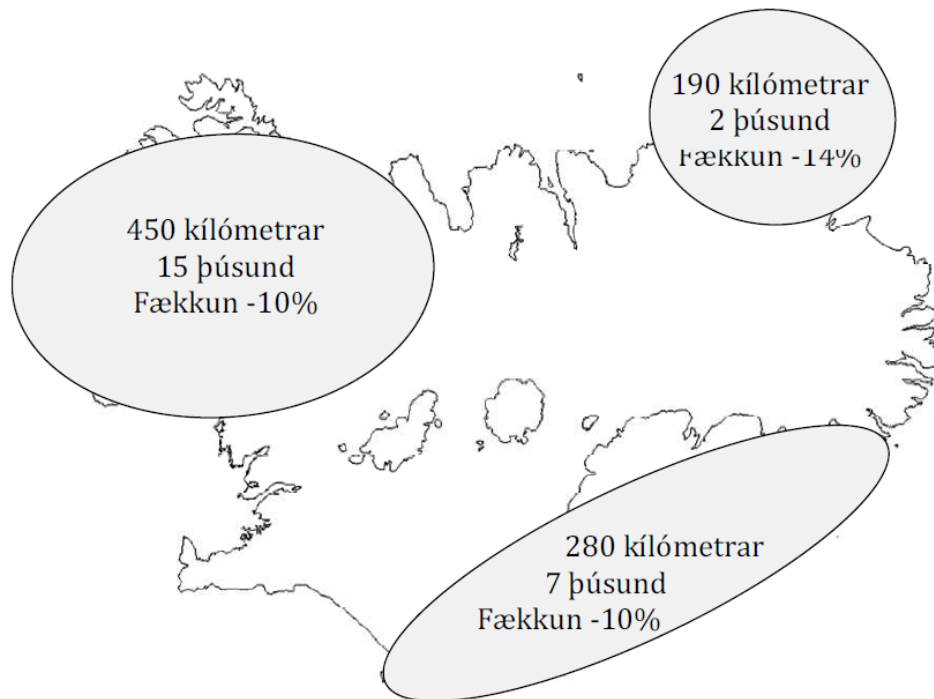 190 kílómetrar
2 þúsund
Fækkun -14%
450 kílómetrar
15 þúsund
Fækkun -10%
280 kílómetrar
7 þúsund
Fækkun -10%